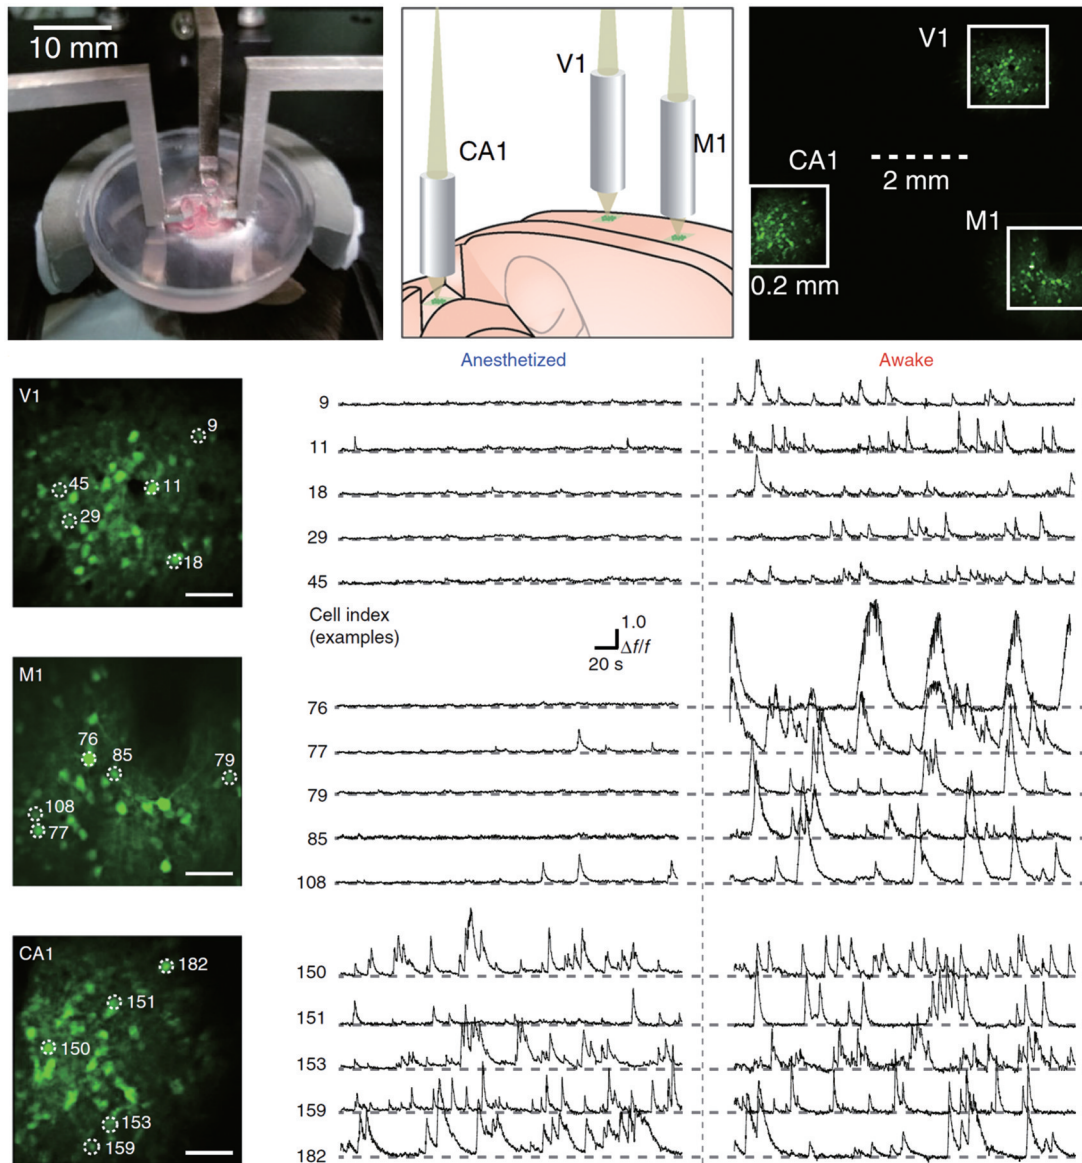 10 mm
V1
CA1
M1
V1
CA1
2 mm
M1
0.2 mm
Anesthetized
Awake
V1
9
45
11
29
18
9
11
18
29
45
Cell index
(examples)
1.0
Δf/f
20 s
M1
76
85
79
108
77
76
77
79
85
108
CA1
182
151
150
153
159
150
151
153
159
182